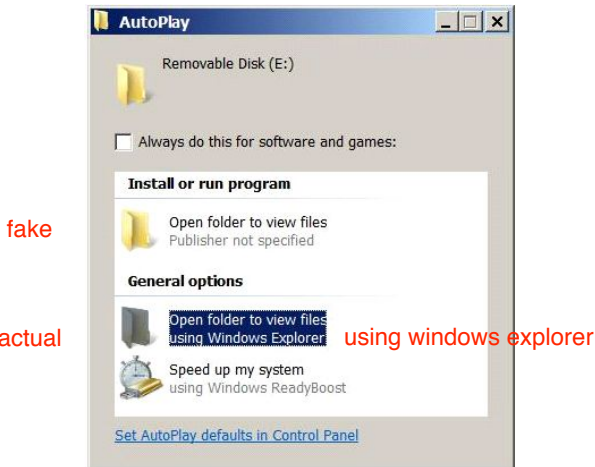 AutoPlay
Removable Disk (E:)
Always do this for software and games:
Install or run program
fake
Open folder to view files
Publisher not specified
General options
actual
Open folder to view files
using Windows Explorer
using windows explorer
Speed up my system
using Windows ReadyBoost
Set AutoPlay defaults in Control Panel